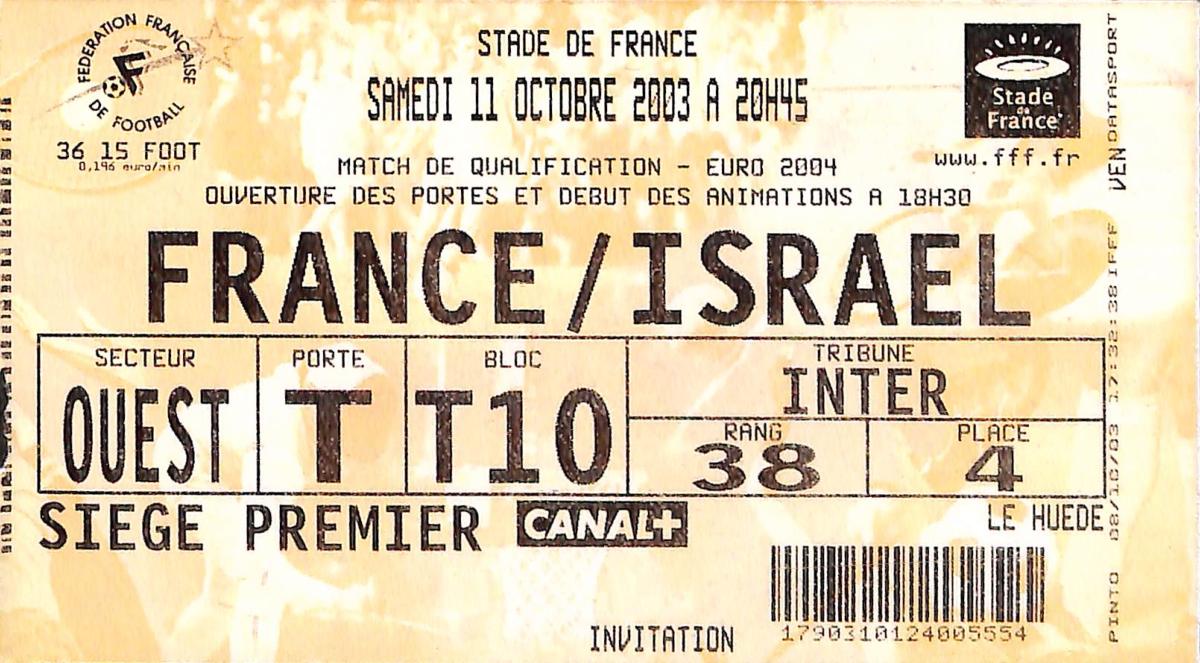 FEDERATION FRANÇAISE
DE FOOTBALL
36 15 FOOT
0,196 euro/min
STADE DE FRANCE
SAMEDI 11 OCTOBRE 2003 A 20H45
MATCH DE QUALIFICATION - EURO 2004
OUVERTURE DES PORTES ET DEBUT DES ANIMATIONS A 18H30
Stade
de
France
www.fff.fr
FRANCE/ISRAEL
SECTEUR
OUEST
PORTE
T
BLOC
T10
TRIBUNE
INTER
RANG
38
PLACE
4
SIEGE PREMIER CANAL+
LE HUEDE
INVITATION
1790310124005554
PINTO 08/10/03 17:32:38 IFFF VEN DATASPORT